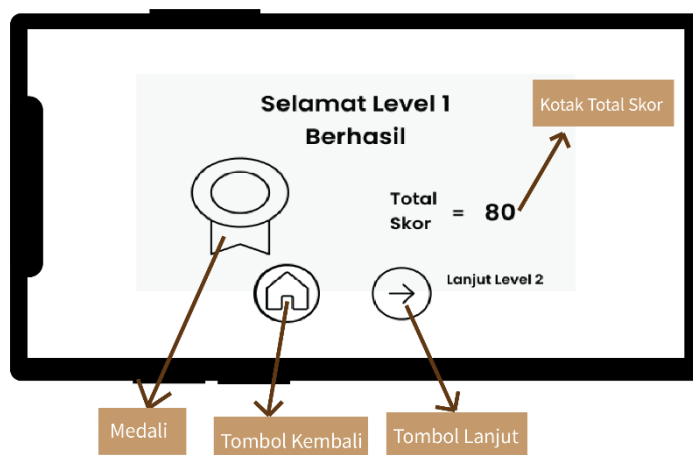 Selamat Level 1
Berhasil
Kotak Total Skor
Total
Skor
= 80
Lanjut Level 2
Medali
Tombol Kembali
Tombol Lanjut